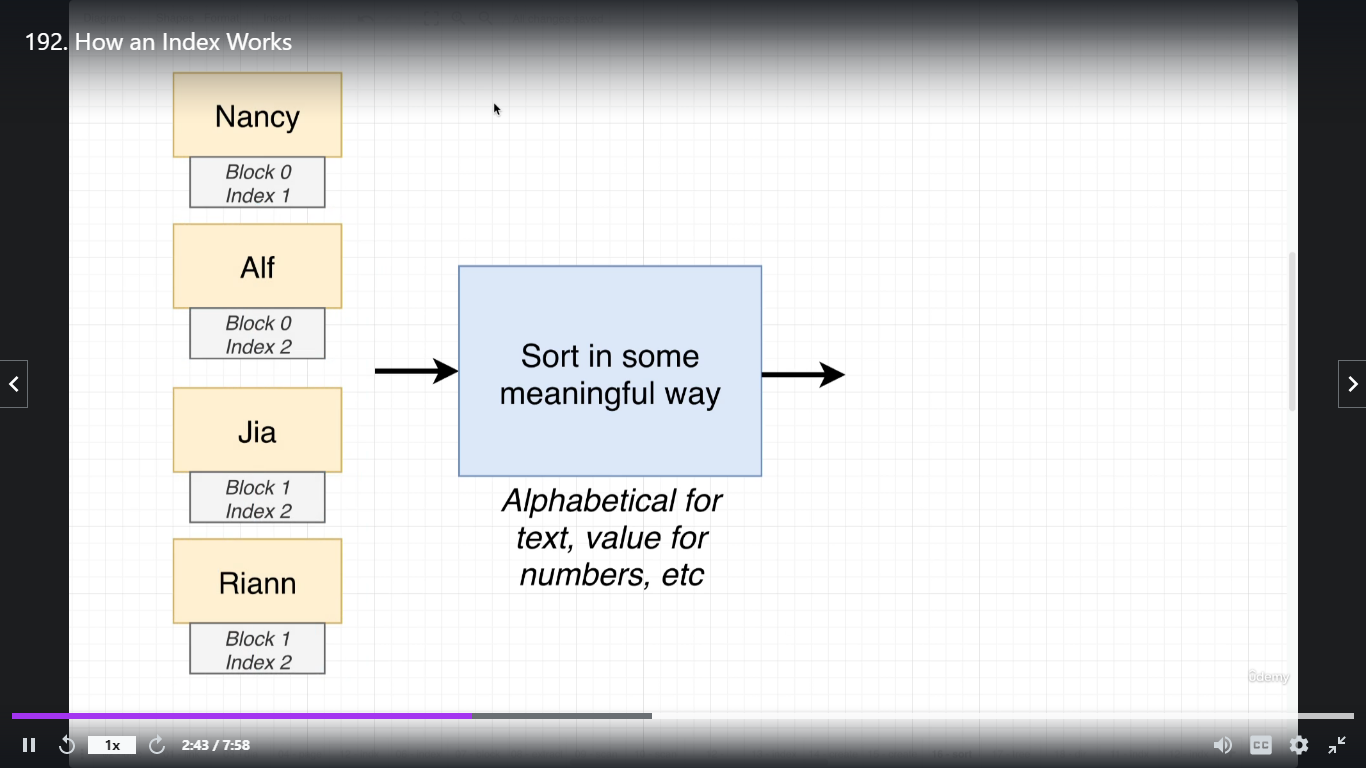 192. How an Index Works
Nancy
Block 0
Index 1
Alf
Block 0
Index 2
Jia
Block 1
Index 2
Riann
Block 1
Index 2
Sort in some
meaningful way
Alphabetical for
text, value for
numbers, etc
ûdemy
1x
2:43 / 7:58
CC